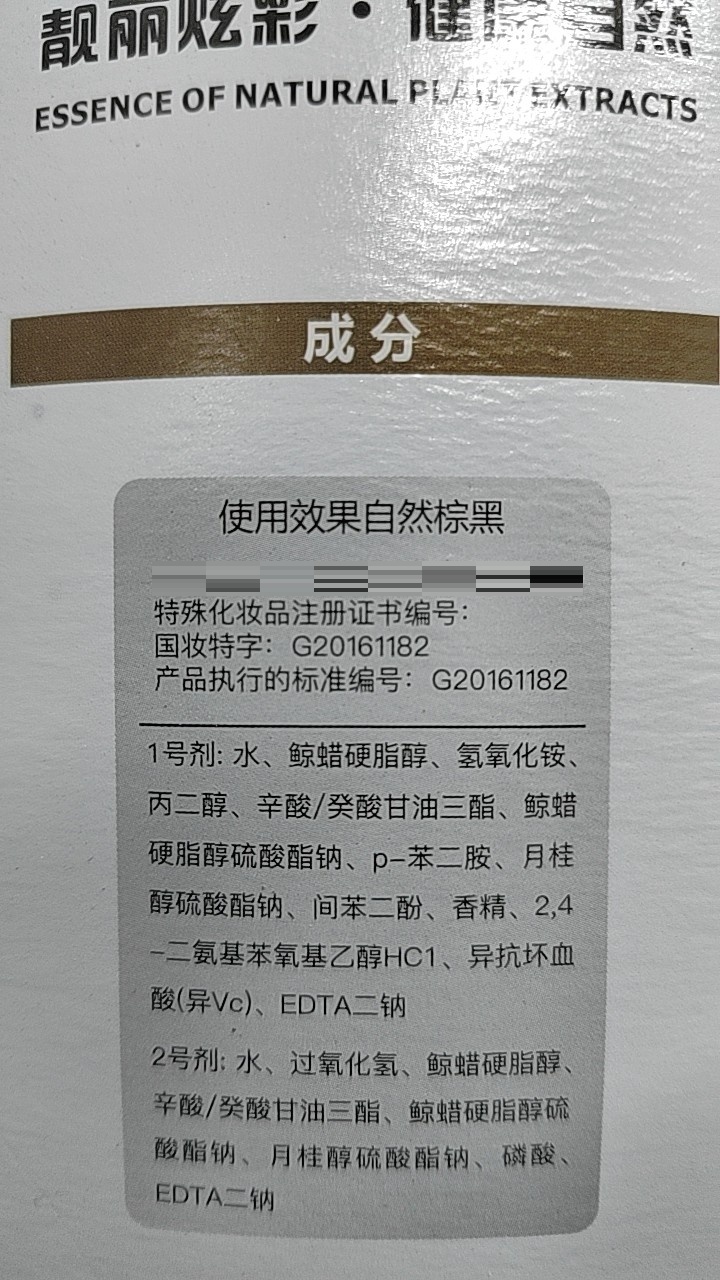 靓丽炫彩·健康自然
ESSENCE OF NATURAL PLANT EXTRACTS
成分
使用效果自然棕黑
特殊化妆品注册证书编号：
国妆特字：G20161182
产品执行的标准编号：G20161182
1号剂: 水、鲸蜡硬脂醇、氢氧化铵、
丙二醇、辛酸/癸酸甘油三酯、鲸蜡
硬脂醇硫酸酯钠、p-苯二胺、月桂
醇硫酸酯钠、间苯二酚、香精、2,4
-二氨基苯氧基乙醇HC1、异抗坏血
酸(异Vc)、EDTA二钠
2号剂: 水、过氧化氢、鲸蜡硬脂醇、
辛酸/癸酸甘油三酯、鲸蜡硬脂醇硫
酸酯钠、月桂醇硫酸酯钠、磷酸、
EDTA二钠